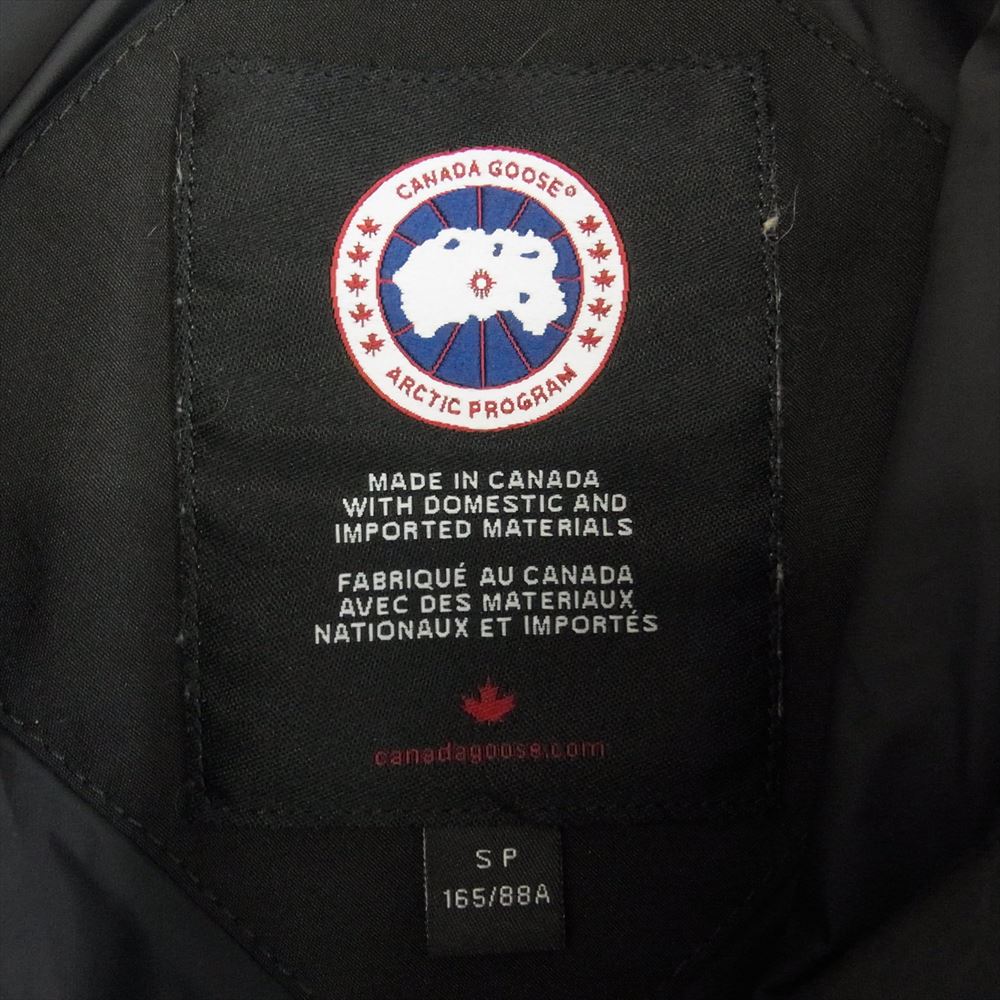 CANADA GOOSE®
ARCTIC PROGRAM
MADE IN CANADA
WITH DOMESTIC AND
IMPORTED MATERIALS
FABRIQUÉ AU CANADA
AVEC DES MATERIAUX
NATIONAUX ET IMPORTÉS
canadagoose.com
S P
165/88A